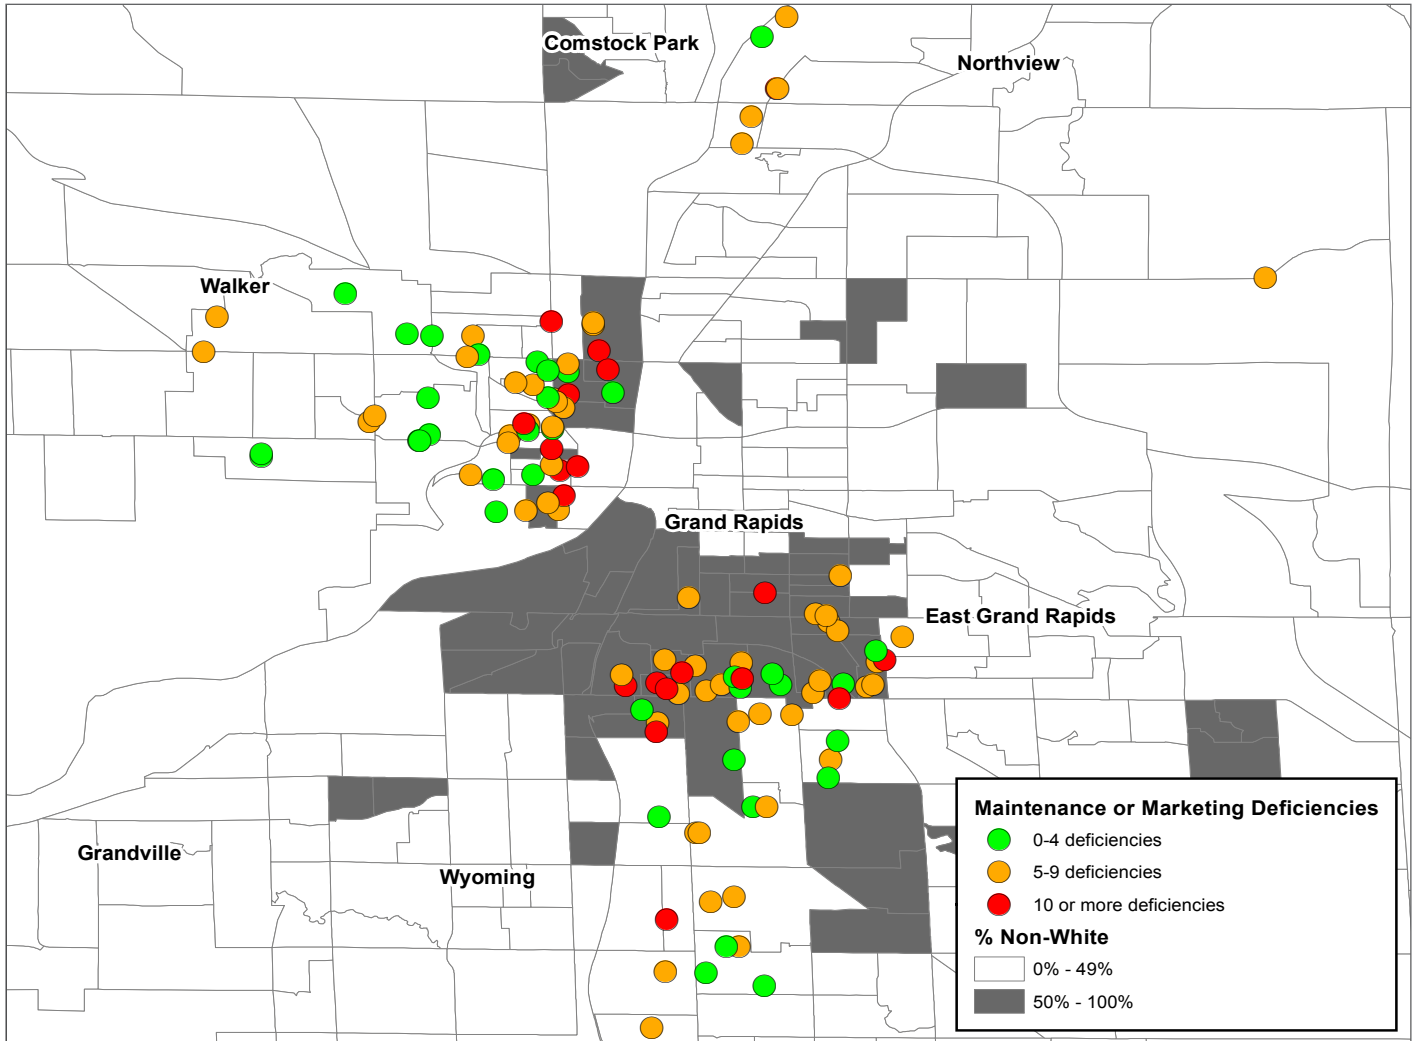 Comstock Park
Northview
Walker
Grand Rapids
East Grand Rapids
Grandville
Wyoming
Maintenance or Marketing Deficiencies
0-4 deficiencies
5-9 deficiencies
10 or more deficiencies
% Non-White
0% - 49%
50% - 100%